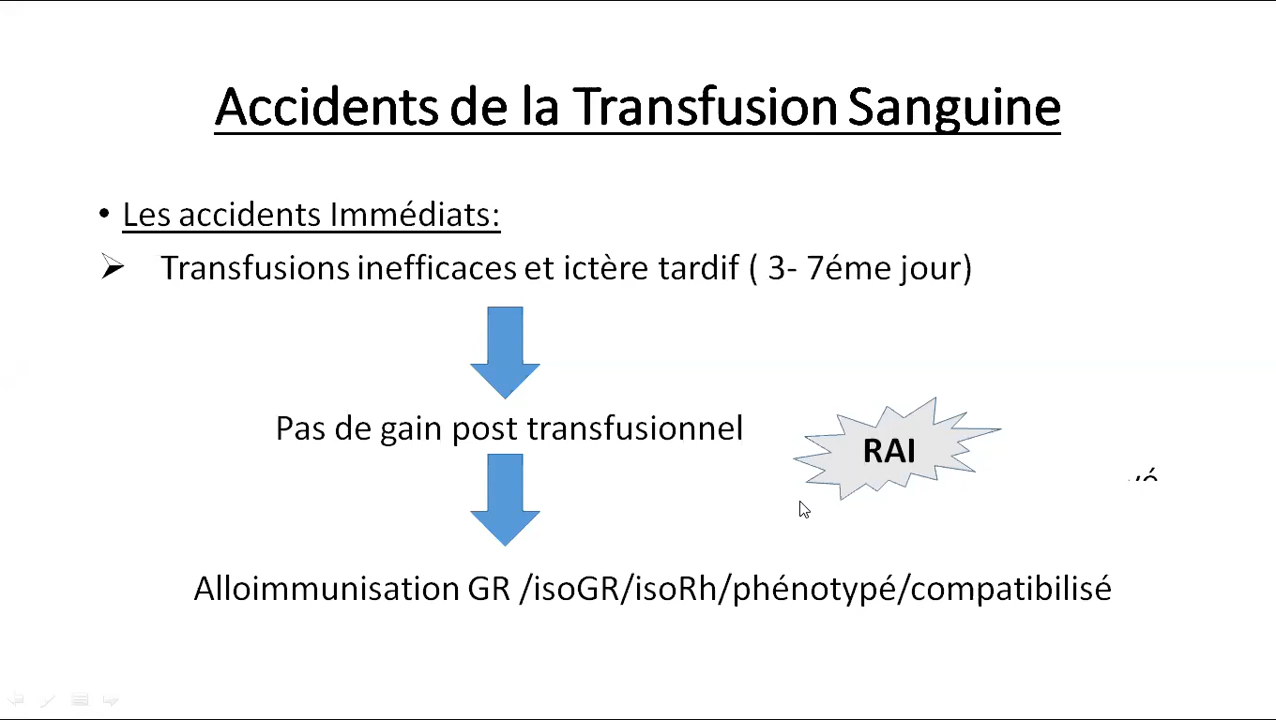 Accidents de la Transfusion Sanguine
• Les accidents Immédiats:
➢ Transfusions inefficaces et ictère tardif ( 3- 7éme jour)
Pas de gain post transfusionnel
RAI
Alloimmunisation GR /isoGR/isoRh/phénotypé/compatibilisé